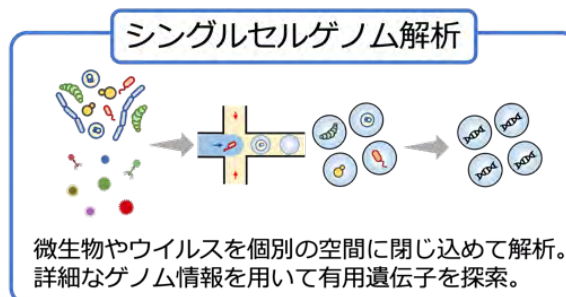 シングルセルゲノム解析
微生物やウイルスを個別の空間に閉じ込めて解析。
詳細なゲノム情報を用いて有用遺伝子を探索。